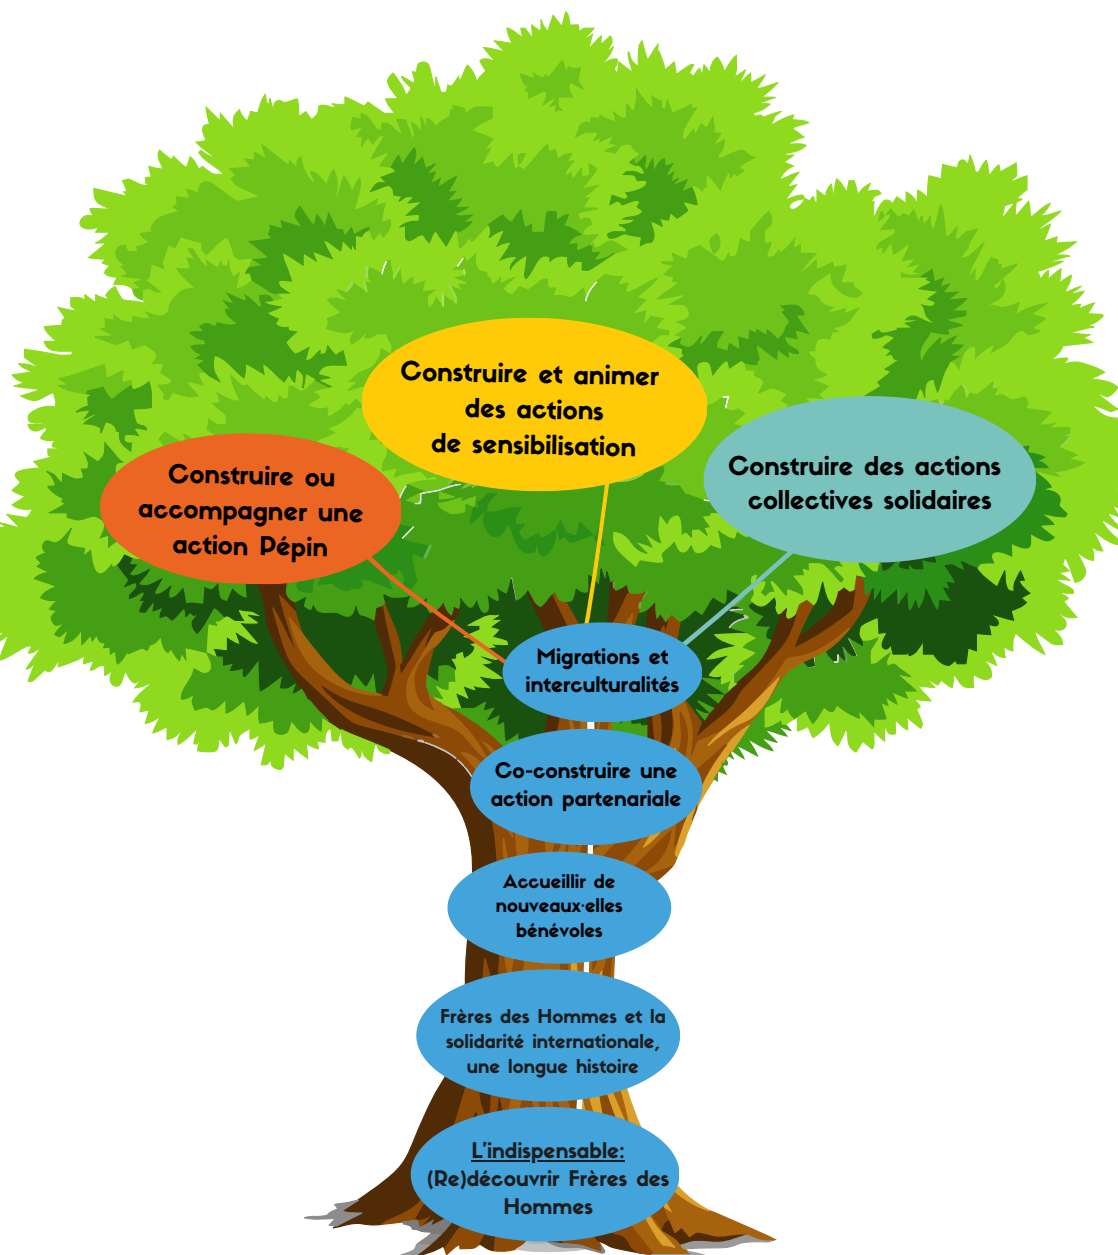 Construire et animer
des actions
de sensibilisation
Construire ou
accompagner une
action Pépin
Construire des actions
collectives solidaires
Migrations et
interculturalités
Co-construire une
action partenariale
Accueillir de
nouveaux·elles
bénévoles
Frères des Hommes et la
solidarité internationale,
une longue histoire
L'indispensable:
(Re)découvrir Frères des
Hommes